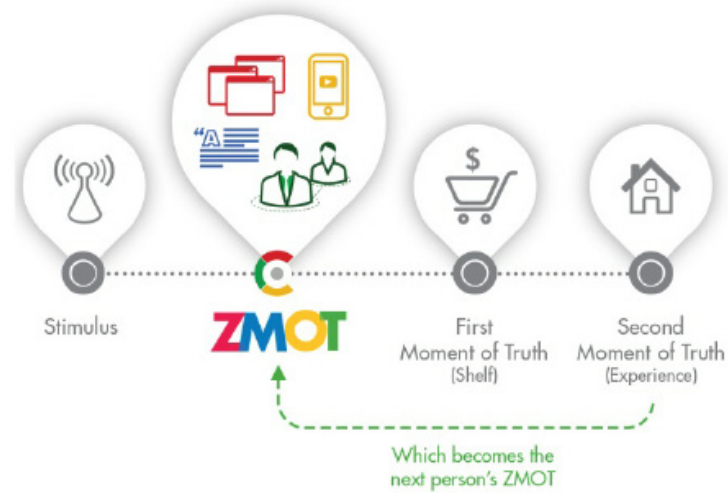 “A
$
Stimulus
ZMOT
First
Moment of Truth
(Shelf)
Second
Moment of Truth
(Experience)
Which becomes the
next person's ZMOT